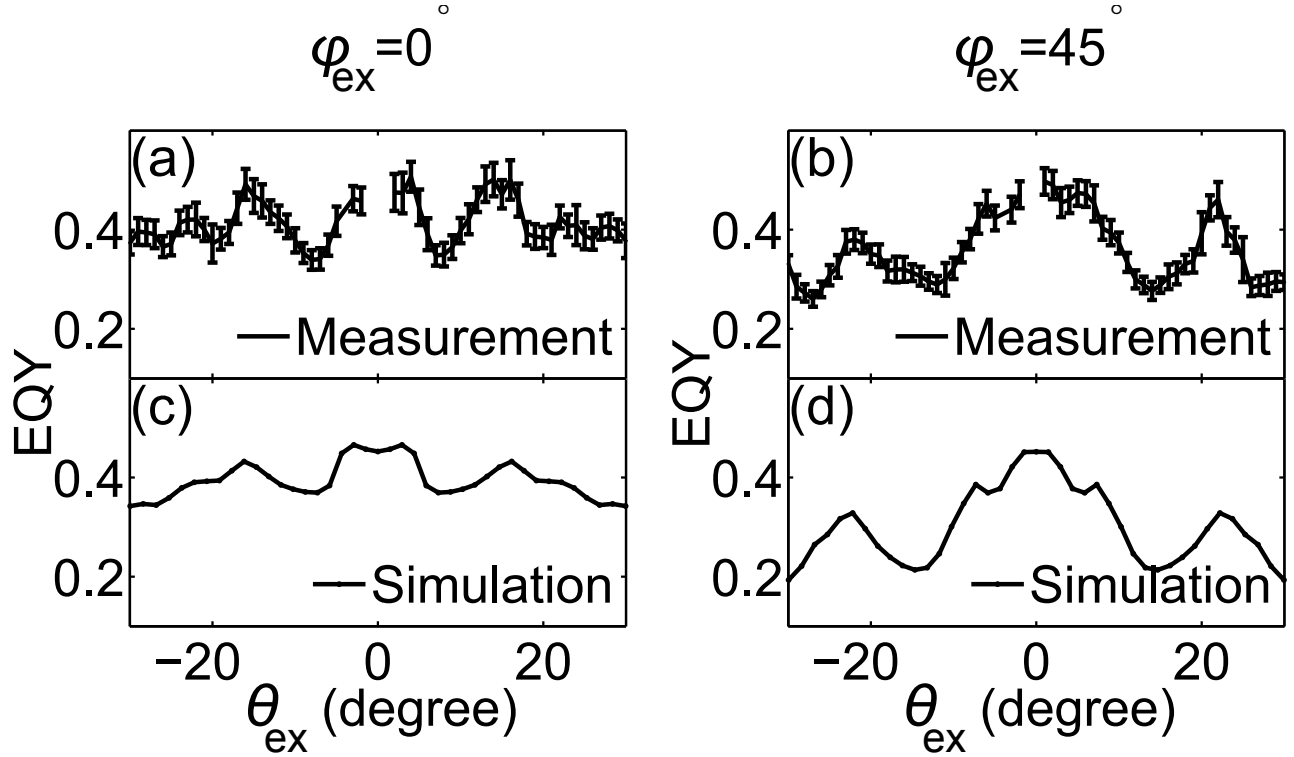 φex=0°
φex=45°
(a)
0.4
0.2
Measurement
EQY
(c)
0.4
0.2
Simulation
−20 0 20
θex (degree)
(b)
0.4
0.2
Measurement
EQY
(d)
0.4
0.2
Simulation
−20 0 20
θex (degree)